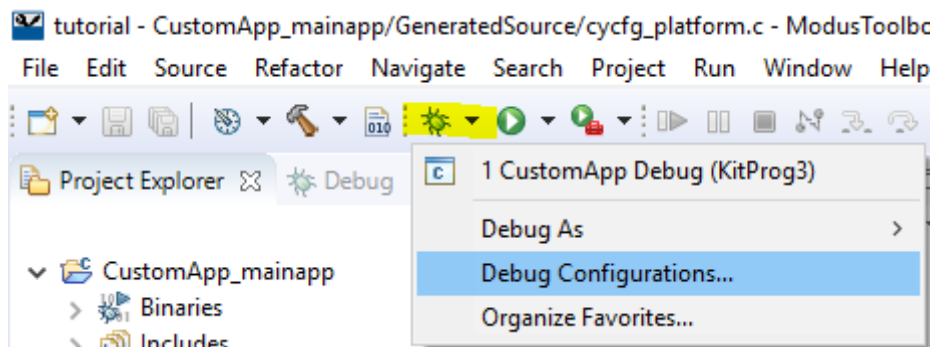 tutorial - CustomApp_mainapp/GeneratedSource/cycfg_platform.c - ModusToolbo
File Edit Source Refactor Navigate Search Project Run Window Help
010
Project Explorer Debug
1 CustomApp Debug (KitProg3)
Debug As
Debug Configurations...
Organize Favorites...
CustomApp_mainapp
Binaries
Includes